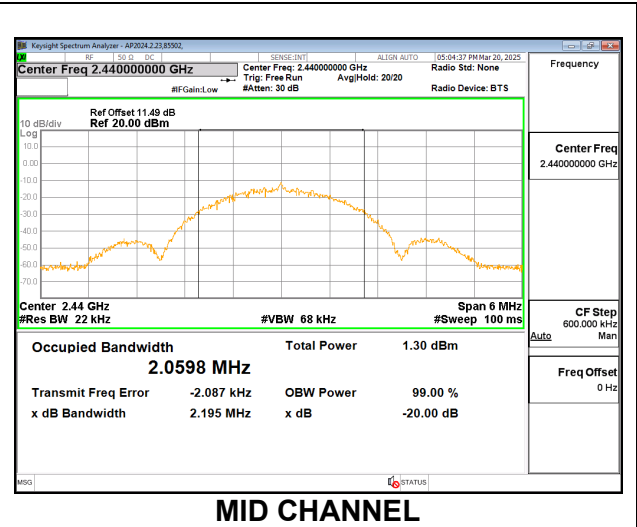 Keysight Spectrum Analyzer - AP2024.2.23,85502,
RF 50 Ω DC SENSE:INT ALIGN AUTO 05:04:37 PM Mar 20, 2025
Center Freq 2.440000000 GHz Center Freq: 2.440000000 GHz Radio Std: None Frequency
Trig: Free Run Avg|Hold: 20/20
#IFGain:Low #Atten: 30 dB Radio Device: BTS
Ref Offset 11.49 dB
10 dB/div Ref 20.00 dBm
Log
10.0
0.00
-10.0
-20.0
-30.0
-40.0
-50.0
-60.0
-70.0
Center Freq
2.440000000 GHz
Center 2.44 GHz Span 6 MHz
#Res BW 22 kHz #VBW 68 kHz #Sweep 100 ms
CF Step
600.000 kHz
Auto Man
Occupied Bandwidth Total Power 1.30 dBm
2.0598 MHz
Freq Offset
0 Hz
Transmit Freq Error -2.087 kHz OBW Power 99.00 %
x dB Bandwidth 2.195 MHz x dB -20.00 dB
MSG STATUS
MID CHANNEL